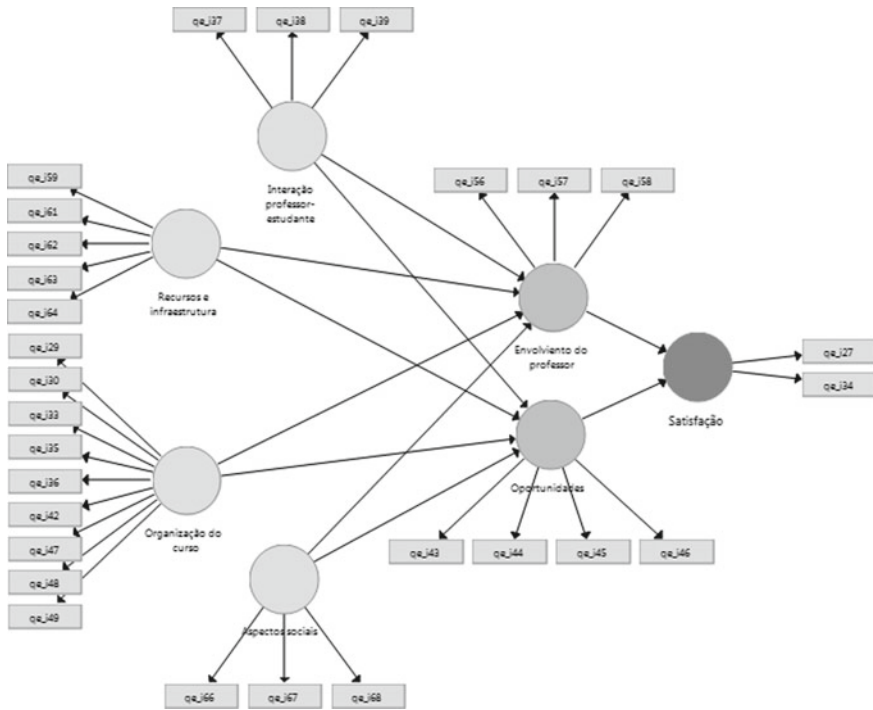 qe_i37
qe_i38
qe_i39
Interação
professor-
estudante
qe_i59
qe_i61
qe_i62
qe_i63
qe_i64
Recursos e
infraestrutura
qe_i56
qe_i57
qe_i58
Envolviento do
professor
qe_i29
qe_i30
qe_i33
qe_i35
qe_i36
qe_i42
qe_i47
qe_i48
qe_i49
Organização do
curso
Satisfação
qe_i27
qe_i34
Oportunidades
qe_i43
qe_i44
qe_i45
qe_i46
Aspectos sociais
qe_i66
qe_i67
qe_i68